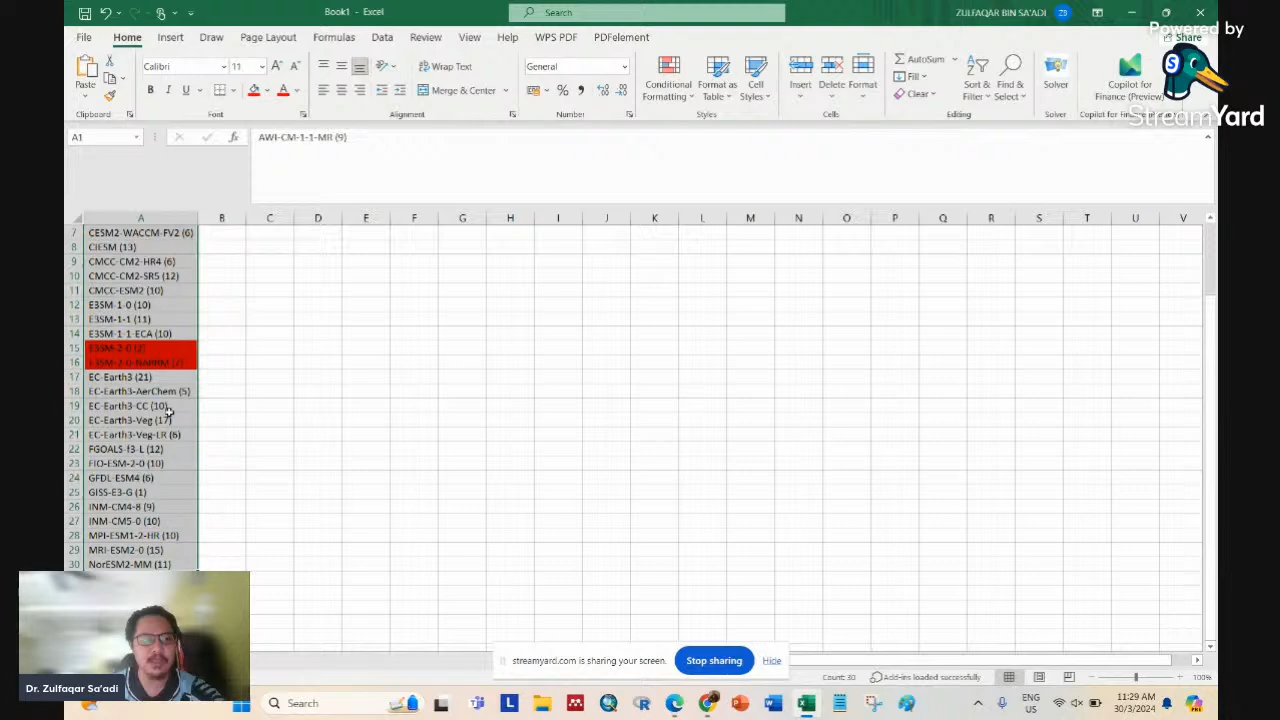 Book1 - Excel
Search
ZULFAQAR BIN SA'ADI
ZB
Powered by
StreamYard
File Home Insert Draw Page Layout Formulas Data Review View Help WPS PDF PDFelement
Share
Paste
Calibri 11
Wrap Text
General
Conditional Formatting
Format as Table
Cell Styles
Insert Delete Format
AutoSum
Fill
Clear
Sort & Filter
Find & Select
Solver
Copilot for Finance (Preview)
B I U
Merge & Center
Clipboard Font Alignment Number Styles Cells Editing Solver
A1
fx
AWI-CM-1-1-MR (9)
A B C D E F G H I J K L M N O P Q R S T U V
7 CESM2-WACCM-FV2 (6)
8 CIESM (13)
9 CMCC-CM2-HR4 (6)
10 CMCC-CM2-SR5 (12)
11 CMCC-ESM2 (10)
12 E3SM-1-0 (10)
13 E3SM-1-1 (11)
14 E3SM-1-1-ECA (10)
15 E3SM-2-0 (2)
16 E3SM-2-0-NARRM
17 EC-Earth3 (21)
18 EC-Earth3-AerChem (5)
19 EC-Earth3-CC (10)
20 EC-Earth3-Veg (17)
21 EC-Earth3-Veg-LR (6)
22 FGOALS-f3-L (12)
23 FIO-ESM-2-0 (10)
24 GFDL-ESM4 (6)
25 GISS-E3-G (1)
26 INM-CM4-8 (9)
27 INM-CM5-0 (10)
28 MPI-ESM1-2-HR (10)
29 MRI-ESM2-0 (15)
30 NorESM2-MM (11)
streamyard.com is sharing your screen.
Stop sharing
Hide
Dr. Zulfaqar Sa'adi
Count: 30
Add-ins loaded successfully
100%
Search
ENG
US
11:29 AM
30/3/2024